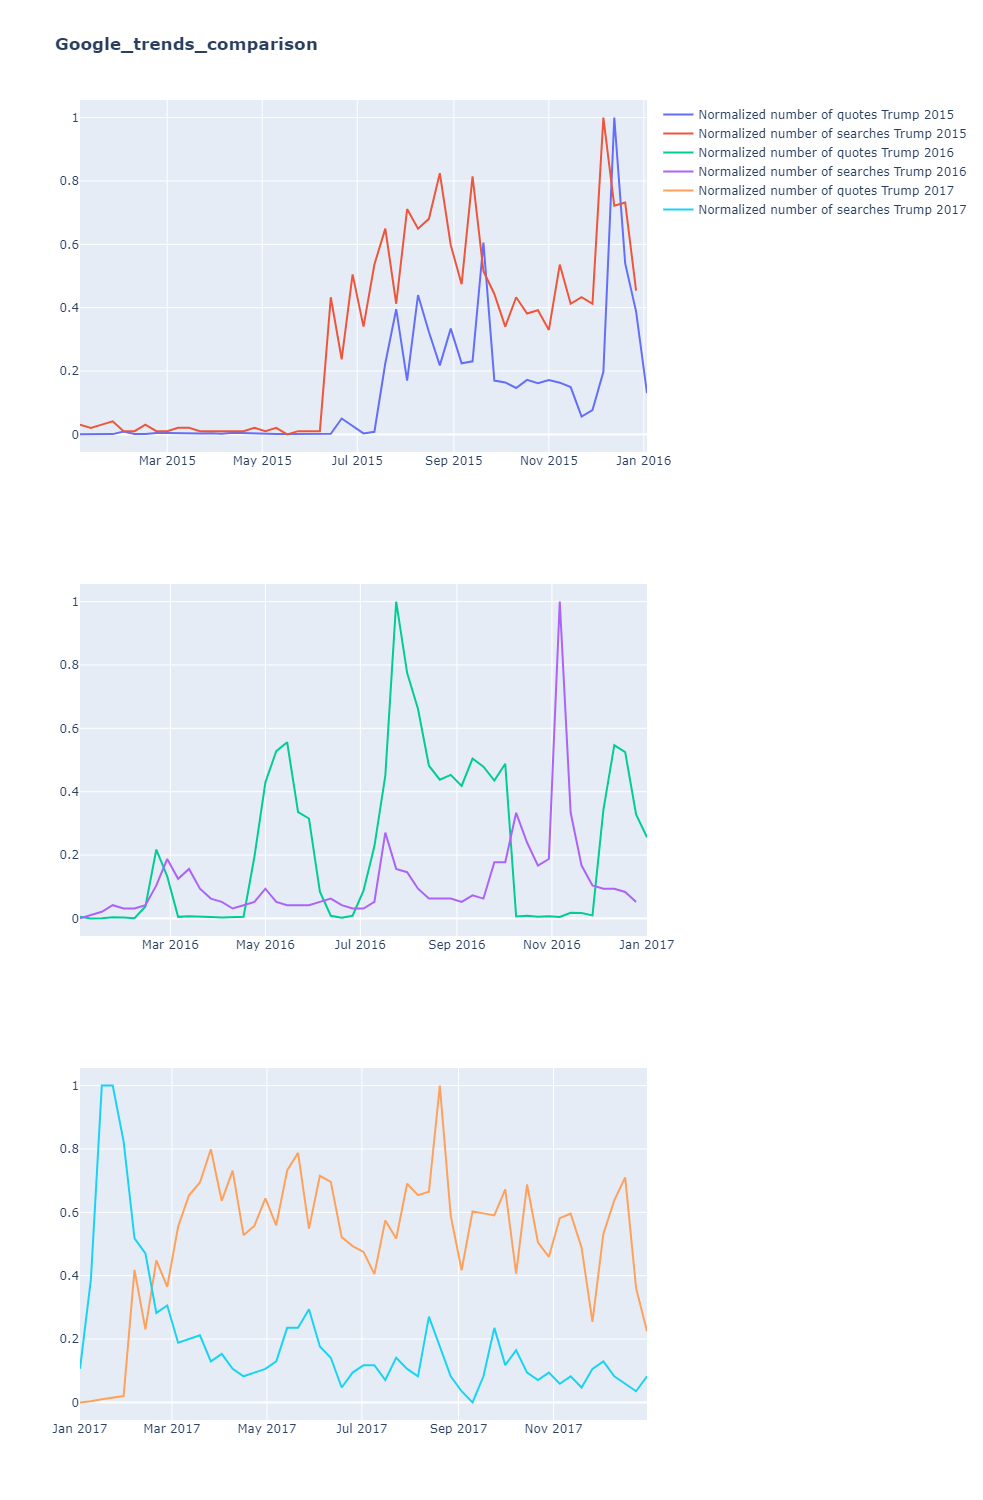 Google_trends_comparison
Normalized number of quotes Trump 2015
Normalized number of searches Trump 2015
Normalized number of quotes Trump 2016
Normalized number of searches Trump 2016
Normalized number of quotes Trump 2017
Normalized number of searches Trump 2017
1
0.8
0.6
0.4
0.2
0
Mar 2015 May 2015 Jul 2015 Sep 2015 Nov 2015 Jan 2016
1
0.8
0.6
0.4
0.2
0
Mar 2016 May 2016 Jul 2016 Sep 2016 Nov 2016 Jan 2017
1
0.8
0.6
0.4
0.2
0
Jan 2017 Mar 2017 May 2017 Jul 2017 Sep 2017 Nov 2017